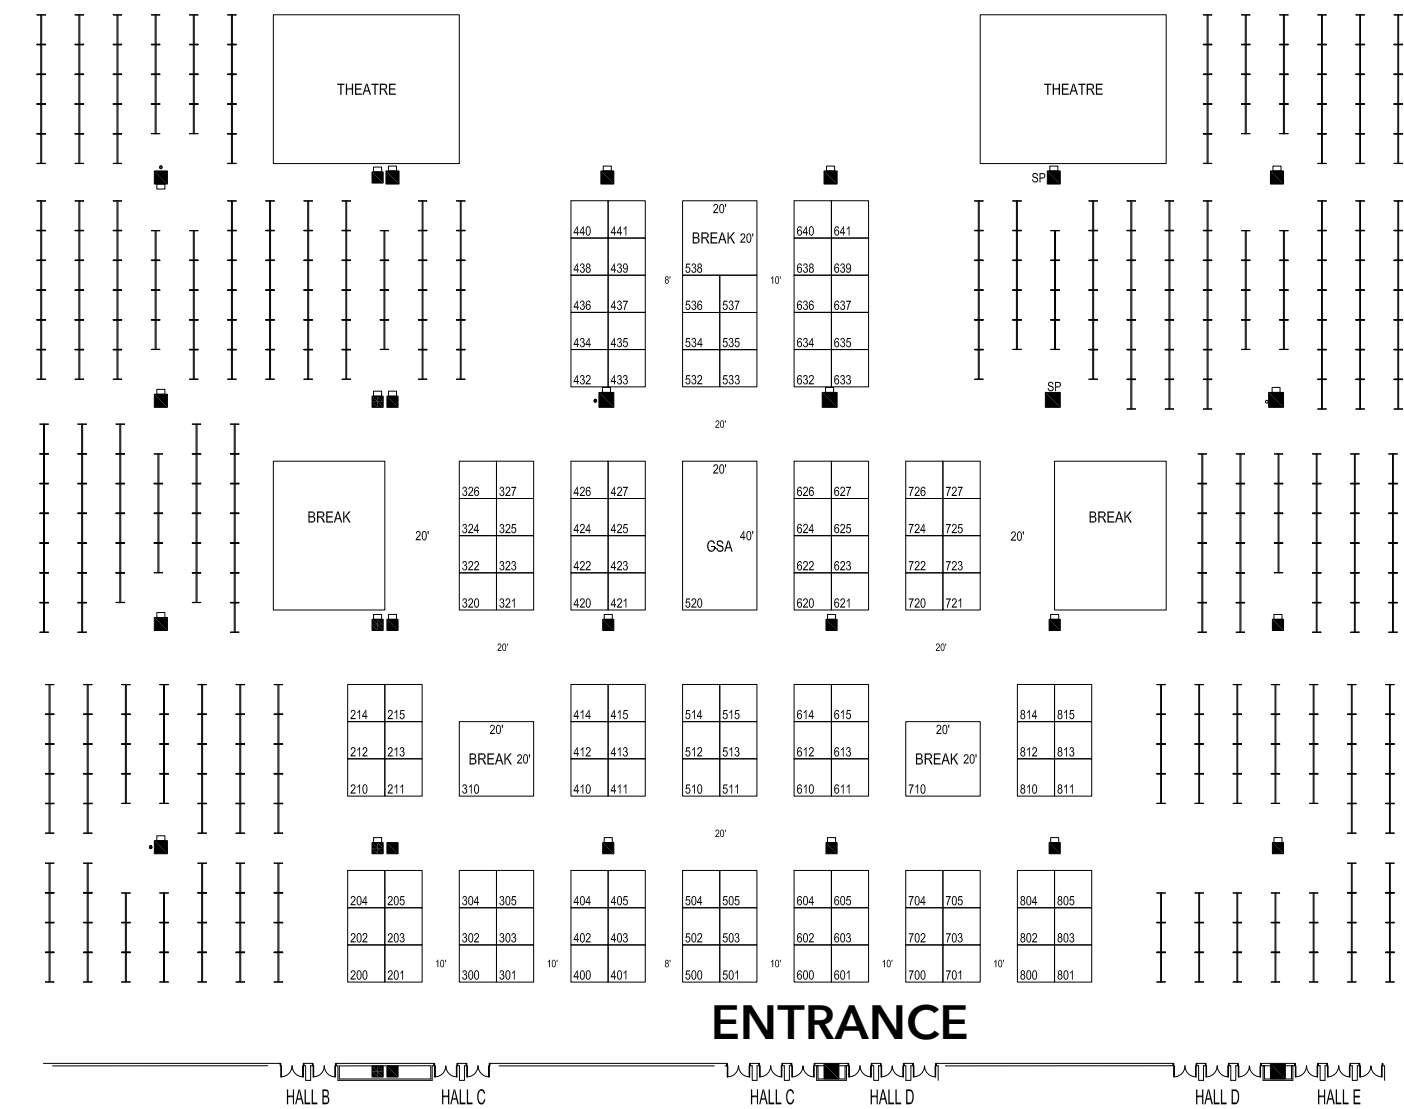 THEATRE THEATRE
SP
20'
440 441 BREAK 20' 640 641
438 439 538 638 639
8' 10'
436 437 536 537 636 637
434 435 534 535 634 635
432 433 532 533 632 633
SP
20'
20'
326 327 426 427 626 627 726 727
BREAK BREAK
324 325 424 425 624 625 724 725
20' 40' 20'
GSA
322 323 422 423 622 623 722 723
320 321 420 421 520 620 621 720 721
20' 20'
214 215 414 415 514 515 614 615 814 815
20' 20'
212 213 412 413 512 513 612 613 812 813
BREAK 20' BREAK 20'
210 211 310 410 411 510 511 610 611 710 810 811
20'
204 205 304 305 404 405 504 505 604 605 704 705 804 805
202 203 302 303 402 403 502 503 602 603 702 703 802 803
10' 10' 8' 10' 10' 10'
200 201 300 301 400 401 500 501 600 601 700 701 800 801
ENTRANCE
HALL B HALL C HALL C HALL D HALL D HALL E